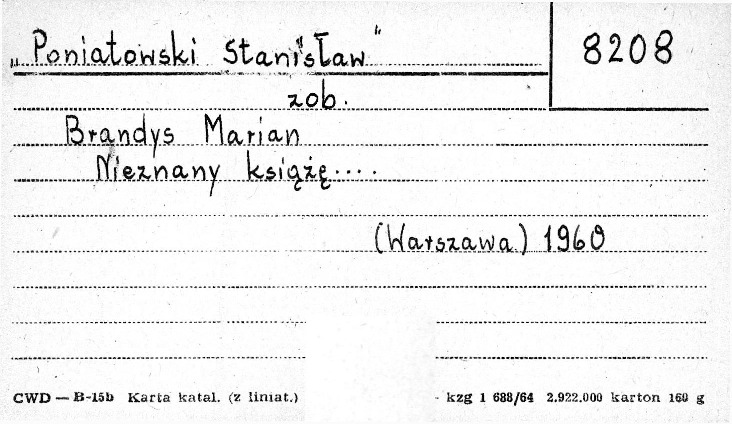 „Poniatowski Stanisław"
8208
zob.
Brandys Marian
Nieznany książę....
(Warszawa) 1960
CWD — B-15b Karta katal. (z liniat.) - kzg 1 688/64 2.922.000 karton 160 g